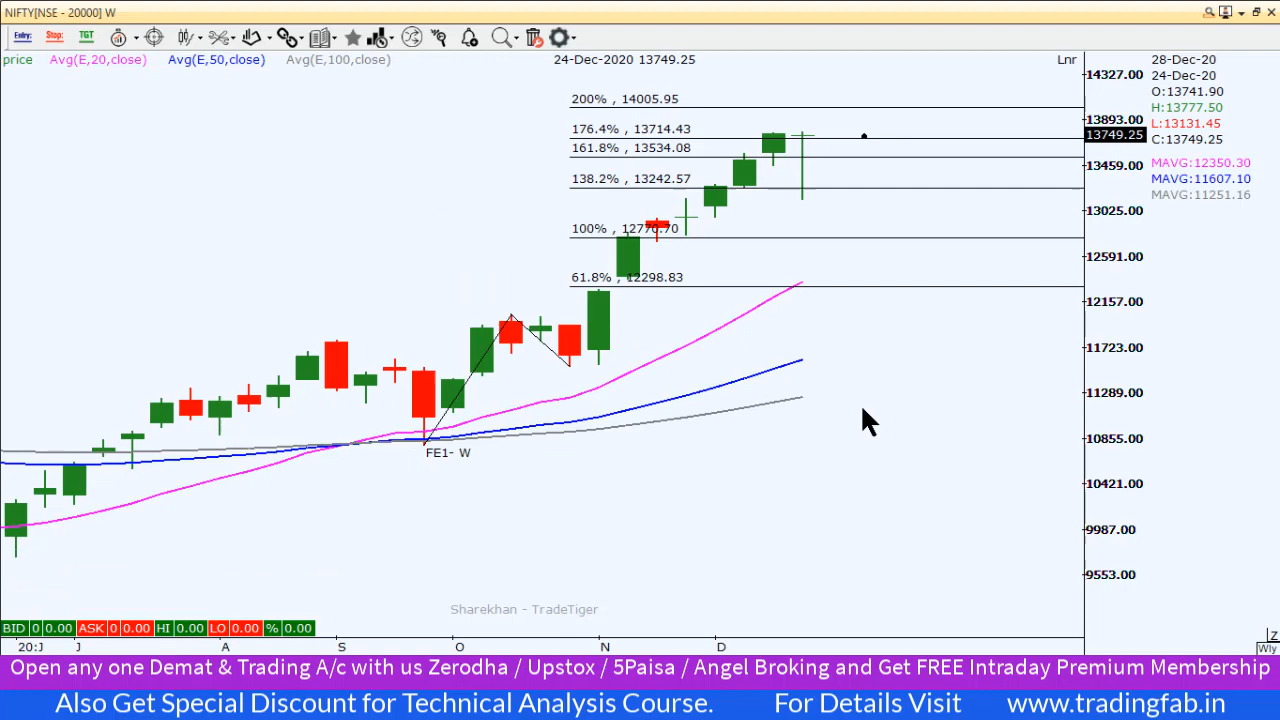 NIFTY[NSE - 20000] W
Entry: Stop: TGT
price Avg(E,20,close) Avg(E,50,close) Avg(E,100,close) 24-Dec-2020 13749.25 Lnr
28-Dec-20
24-Dec-20
O:13741.90
H:13777.50
L:13131.45
C:13749.25
MAVG:12350.30
MAVG:11607.10
MAVG:11251.16
14327.00
13893.00
13749.25
13459.00
13025.00
12591.00
12157.00
11723.00
11289.00
10855.00
10421.00
9987.00
9553.00
200% , 14005.95
176.4% , 13714.43
161.8% , 13534.08
138.2% , 13242.57
100% , 12770.70
61.8% , 12298.83
FE1- W
Sharekhan - TradeTiger
BID 0 0.00 ASK 0 0.00 HI 0.00 LO 0.00 % 0.00
Z
20:J J A S O N D Wly
Open any one Demat & Trading A/c with us Zerodha / Upstox / 5Paisa / Angel Broking and Get FREE Intraday Premium Membership
Also Get Special Discount for Technical Analysis Course. For Details Visit www.tradingfab.in